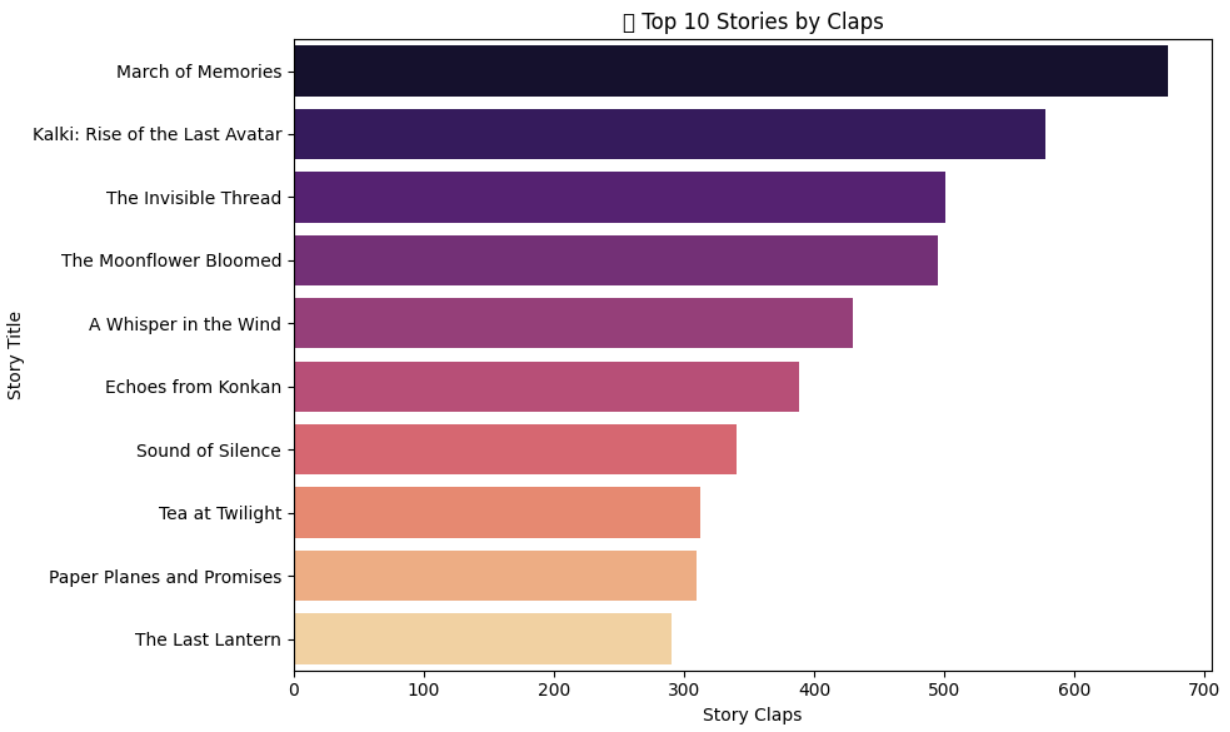 ▯ Top 10 Stories by Claps
March of Memories
Kalki: Rise of the Last Avatar
The Invisible Thread
The Moonflower Bloomed
A Whisper in the Wind
Echoes from Konkan
Sound of Silence
Tea at Twilight
Paper Planes and Promises
The Last Lantern
Story Title
0 100 200 300 400 500 600 700
Story Claps